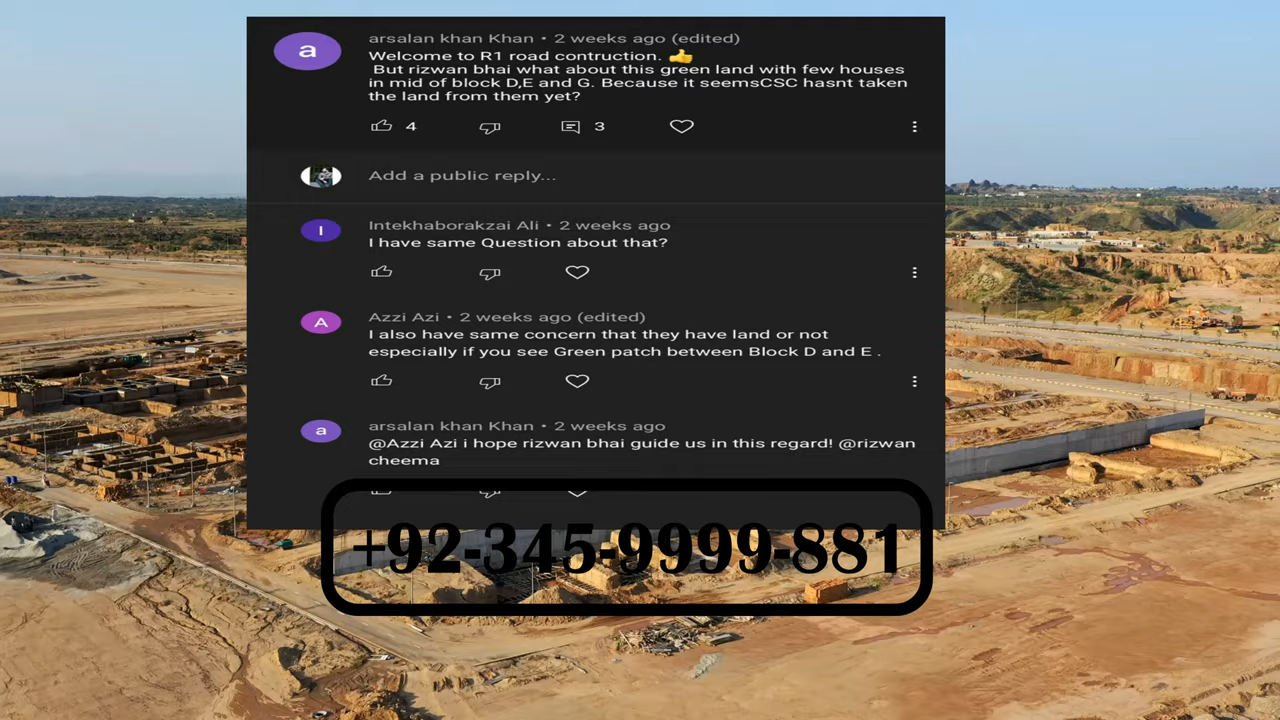 a
arsalan khan Khan • 2 weeks ago (edited)
Welcome to R1 road contruction. 👍
But rizwan bhai what about this green land with few houses
in mid of block D,E and G. Because it seemsCSC hasnt taken
the land from them yet?
4
3
Add a public reply...
I
Intekhaborakzai Ali • 2 weeks ago
I have same Question about that?
A
Azzi Azi • 2 weeks ago (edited)
I also have same concern that they have land or not
especially if you see Green patch between Block D and E .
a
arsalan khan Khan • 2 weeks ago
@Azzi Azi i hope rizwan bhai guide us in this regard! @rizwan
cheema
+92-345-9999-881